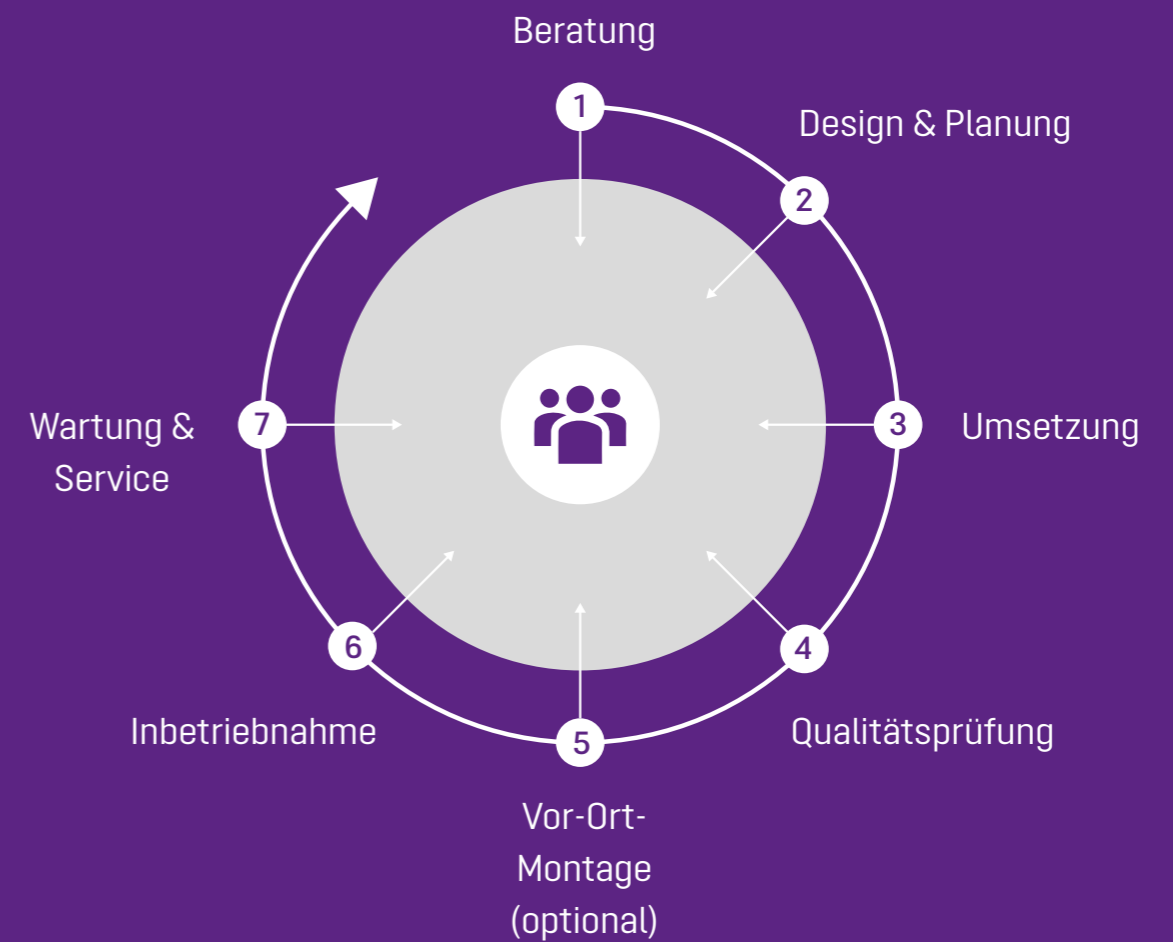 Beratung
1
Design & Planung
2
3
Umsetzung
4
Qualitätsprüfung
5
Vor-Ort-
Montage
(optional)
6
Inbetriebnahme
7
Wartung &
Service